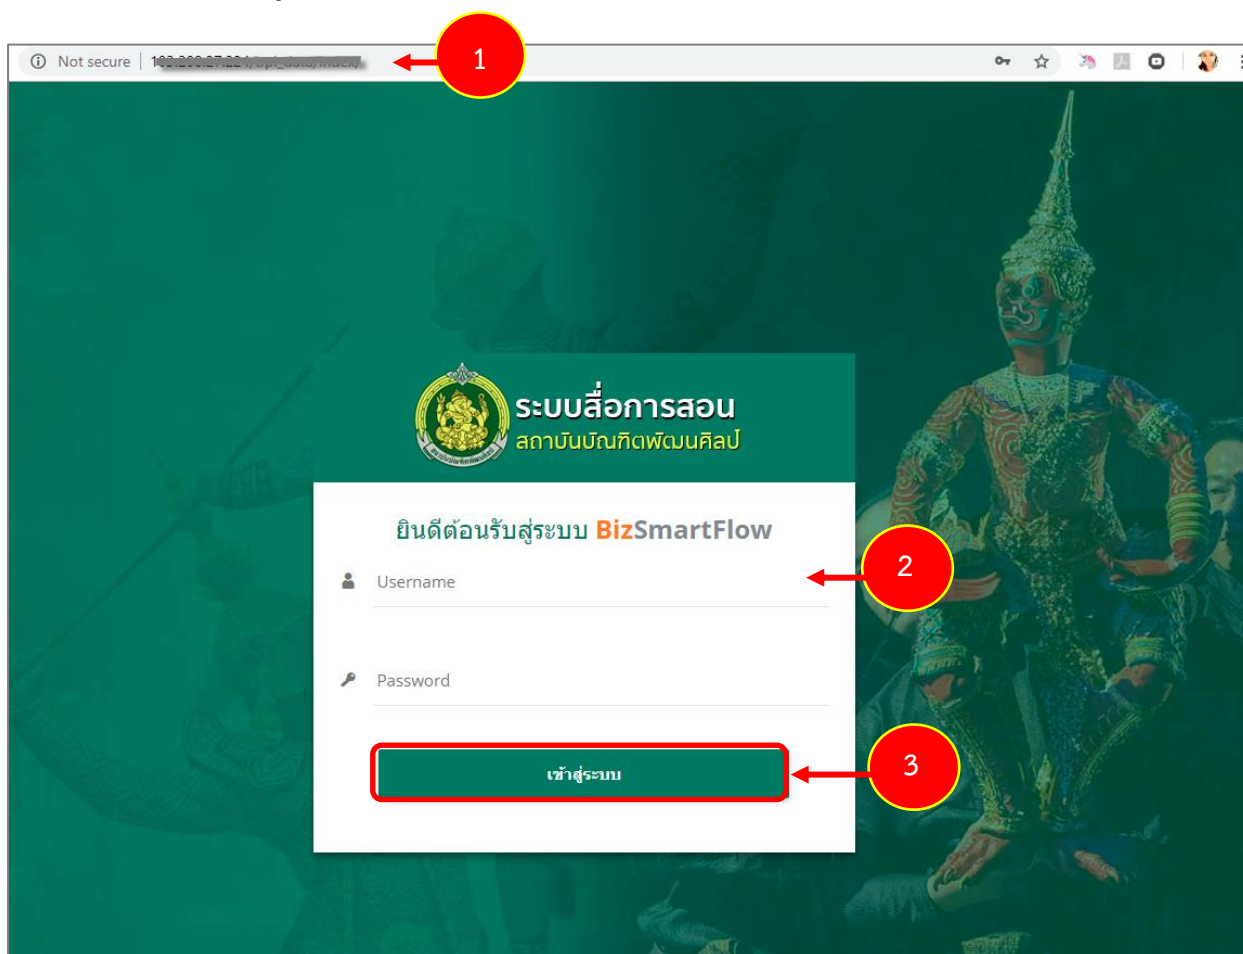 1
Not secure
ระบบสื่อการสอน
สถาบันบัณฑิตพัฒนศิลป์
ยินดีต้อนรับสู่ระบบ BizSmartFlow
2
Username
Password
3
เข้าสู่ระบบ